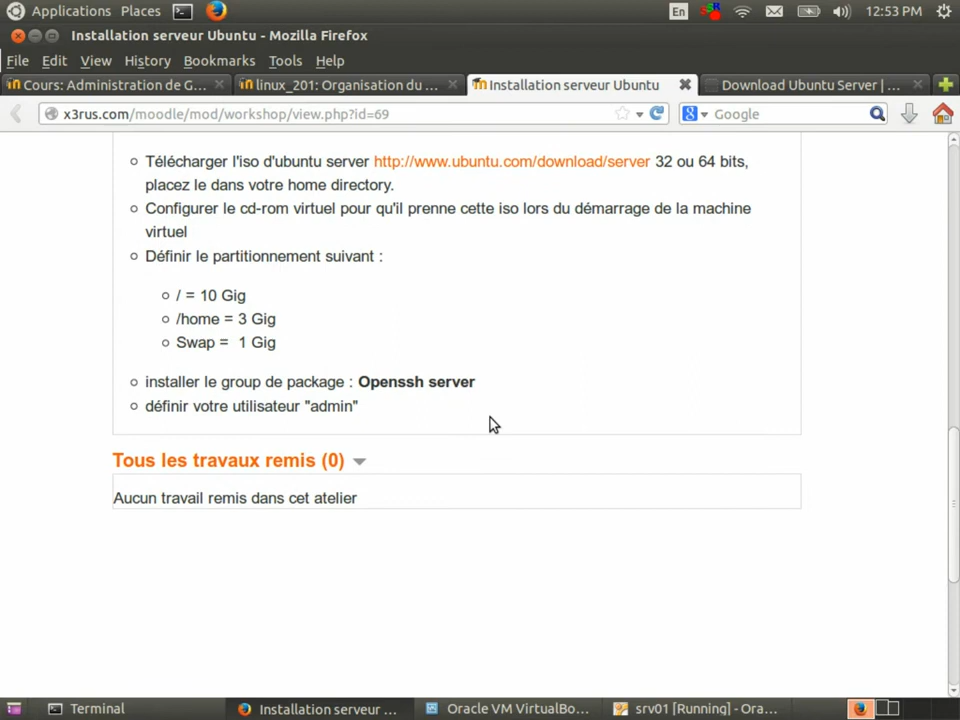 Applications Places En 12:53 PM
Installation serveur Ubuntu - Mozilla Firefox
File Edit View History Bookmarks Tools Help
Cours: Administration de G... linux_201: Organisation du ... Installation serveur Ubuntu Download Ubuntu Server | ...
x3rus.com/moodle/mod/workshop/view.php?id=69 Google
Télécharger l'iso d'ubuntu server http://www.ubuntu.com/download/server 32 ou 64 bits,
placez le dans votre home directory.
Configurer le cd-rom virtuel pour qu'il prenne cette iso lors du démarrage de la machine
virtuel
Définir le partitionnement suivant :
/ = 10 Gig
/home = 3 Gig
Swap = 1 Gig
installer le group de package : Openssh server
définir votre utilisateur "admin"
Tous les travaux remis (0)
Aucun travail remis dans cet atelier
Terminal Installation serveur ... Oracle VM VirtualBo... srv01 [Running] - Ora...